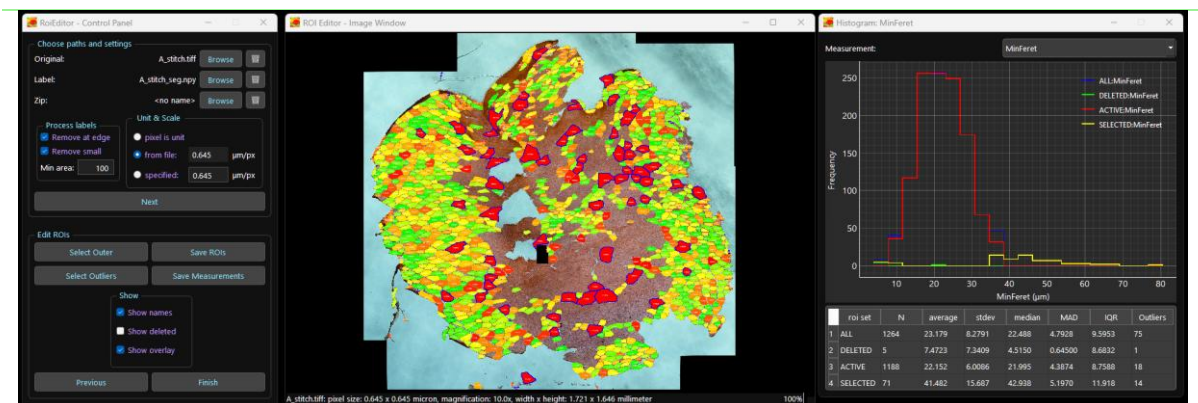 RoiEditor - Control Panel
Choose paths and settings
Original: A_stitch.tiff Browse
Label: A_stitch_seg.npy Browse
Zip: <no name> Browse
Process labels
Remove at edge
Remove small
Min area: 100
Unit & Scale
pixel is unit
from file: 0.645 µm/px
specified: 0.645 µm/px
Next
Edit ROIs
Select Outer Save ROIs
Select Outliers Save Measurements
Show
Show names
Show deleted
Show overlay
Previous Finish
ROI Editor - Image Window
A_stitch.tiff: pixel size: 0.645 x 0.645 micron, magnification: 10.0x, width x height: 1.721 x 1.646 millimeter 100%
Histogram: MinFeret
Measurement: MinFeret
ALL:MinFeret
DELETED:MinFeret
ACTIVE:MinFeret
SELECTED:MinFeret
Frequency
250
200
150
100
50
0
10 20 30 40 50 60 70 80
MinFeret (µm)
roi set N average stdev median MAD IQR Outliers
1 ALL 1264 23.179 8.2791 22.488 4.7928 9.5953 75
2 DELETED 5 7.4723 7.3409 4.5150 0.64500 8.6832 1
3 ACTIVE 1188 22.152 6.0086 21.995 4.3874 8.7588 18
4 SELECTED 71 41.482 15.687 42.938 5.1970 11.918 14